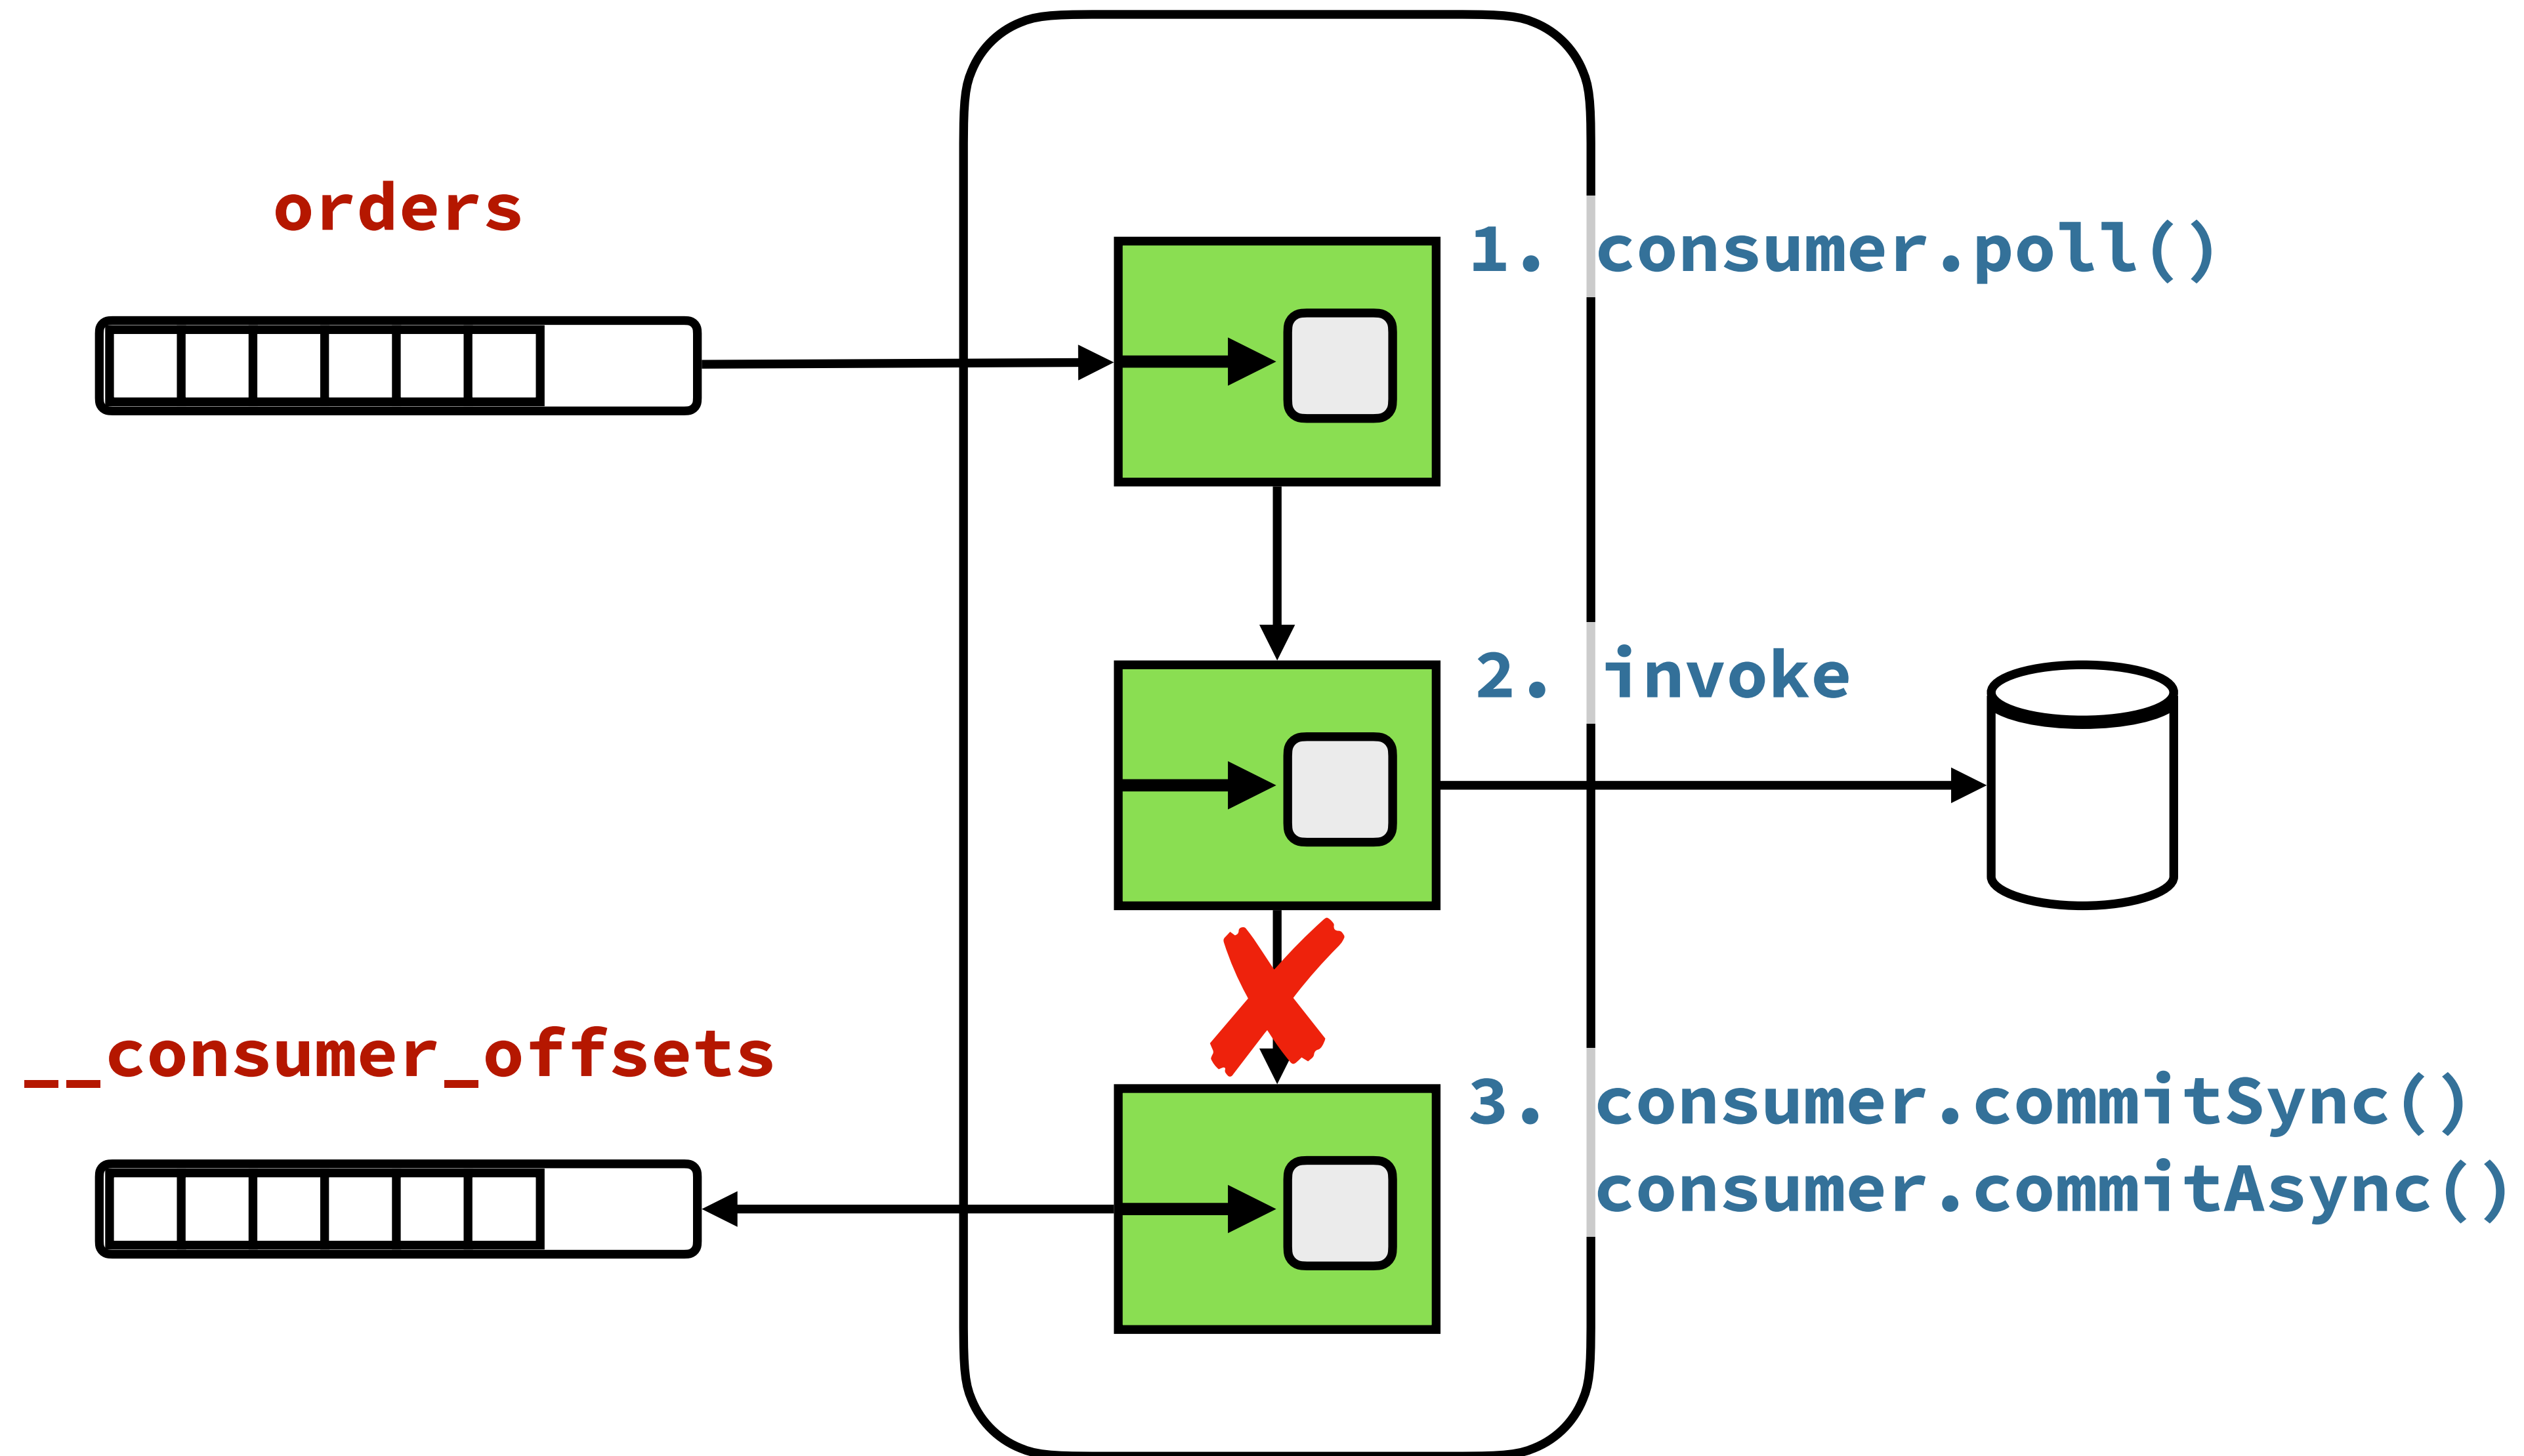 orders
1. consumer.poll()
2. invoke
__consumer_offsets
3. consumer.commitSync()
consumer.commitAsync()